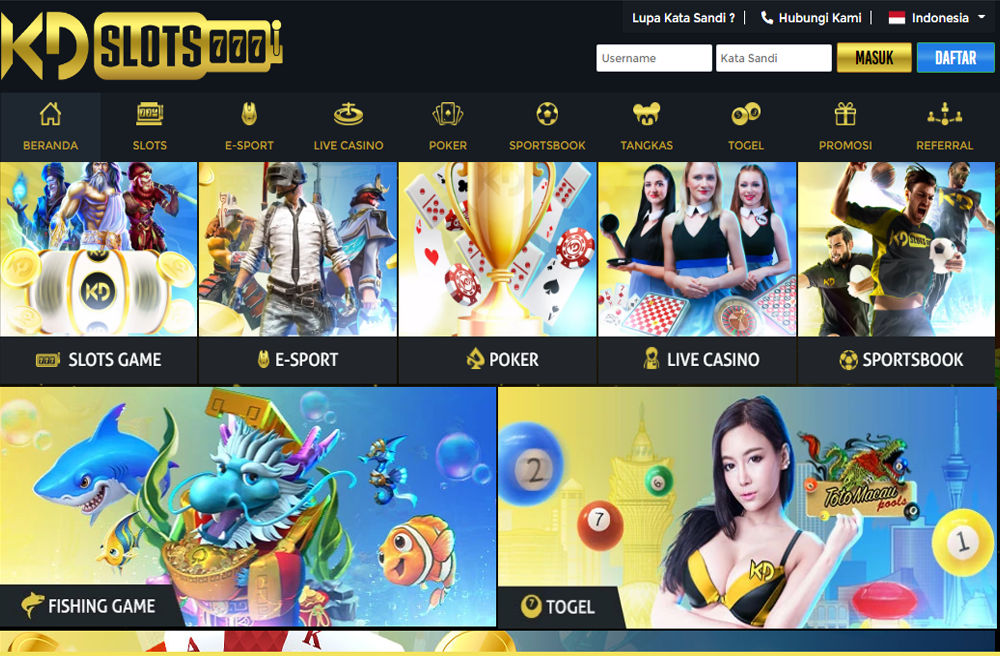 KD SLOTS777
Lupa Kata Sandi ? | Hubungi Kami | Indonesia
Username Kata Sandi MASUK DAFTAR
BERANDA SLOTS E-SPORT LIVE CASINO POKER SPORTSBOOK TANGKAS TOGEL PROMOSI REFERRAL
KD
KD
KD
SLOTS GAME E-SPORT POKER LIVE CASINO SPORTSBOOK
2
6
7
TotoMacau
pools
1
KD
FISHING GAME
TOGEL
K